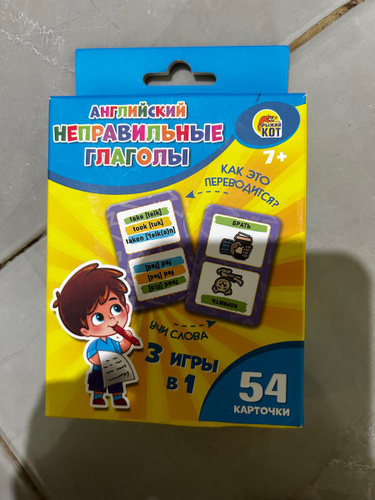 АНГЛИЙСКИЙ
НЕПРАВИЛЬНЫЕ
ГЛАГОЛЫ
РЫЖИЙ
КОТ
7+
КАК ЭТО
ПЕРЕВОДИТСЯ?
take [teik]
took [tuk]
taken ['teik(ə)n]
БРАТЬ
КОРМИТЬ
УЧИ СЛОВА
3 ИГРЫ
В 1
54
КАРТОЧКИ